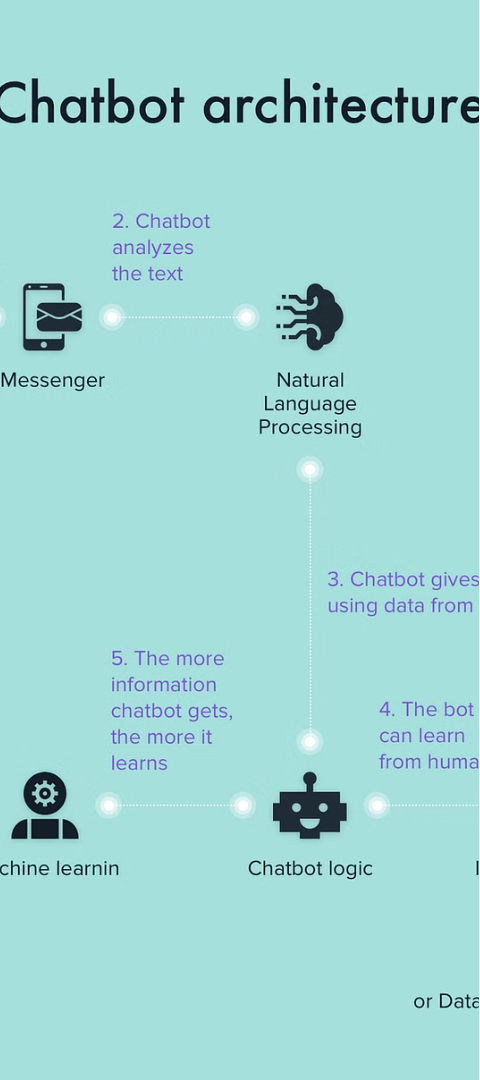 Chatbot architecture
2. Chatbot
analyzes
the text
Messenger
Natural
Language
Processing
3. Chatbot gives
using data from
5. The more
information
chatbot gets,
the more it
learns
4. The bot
can learn
from huma
chine learnin
Chatbot logic
or Data